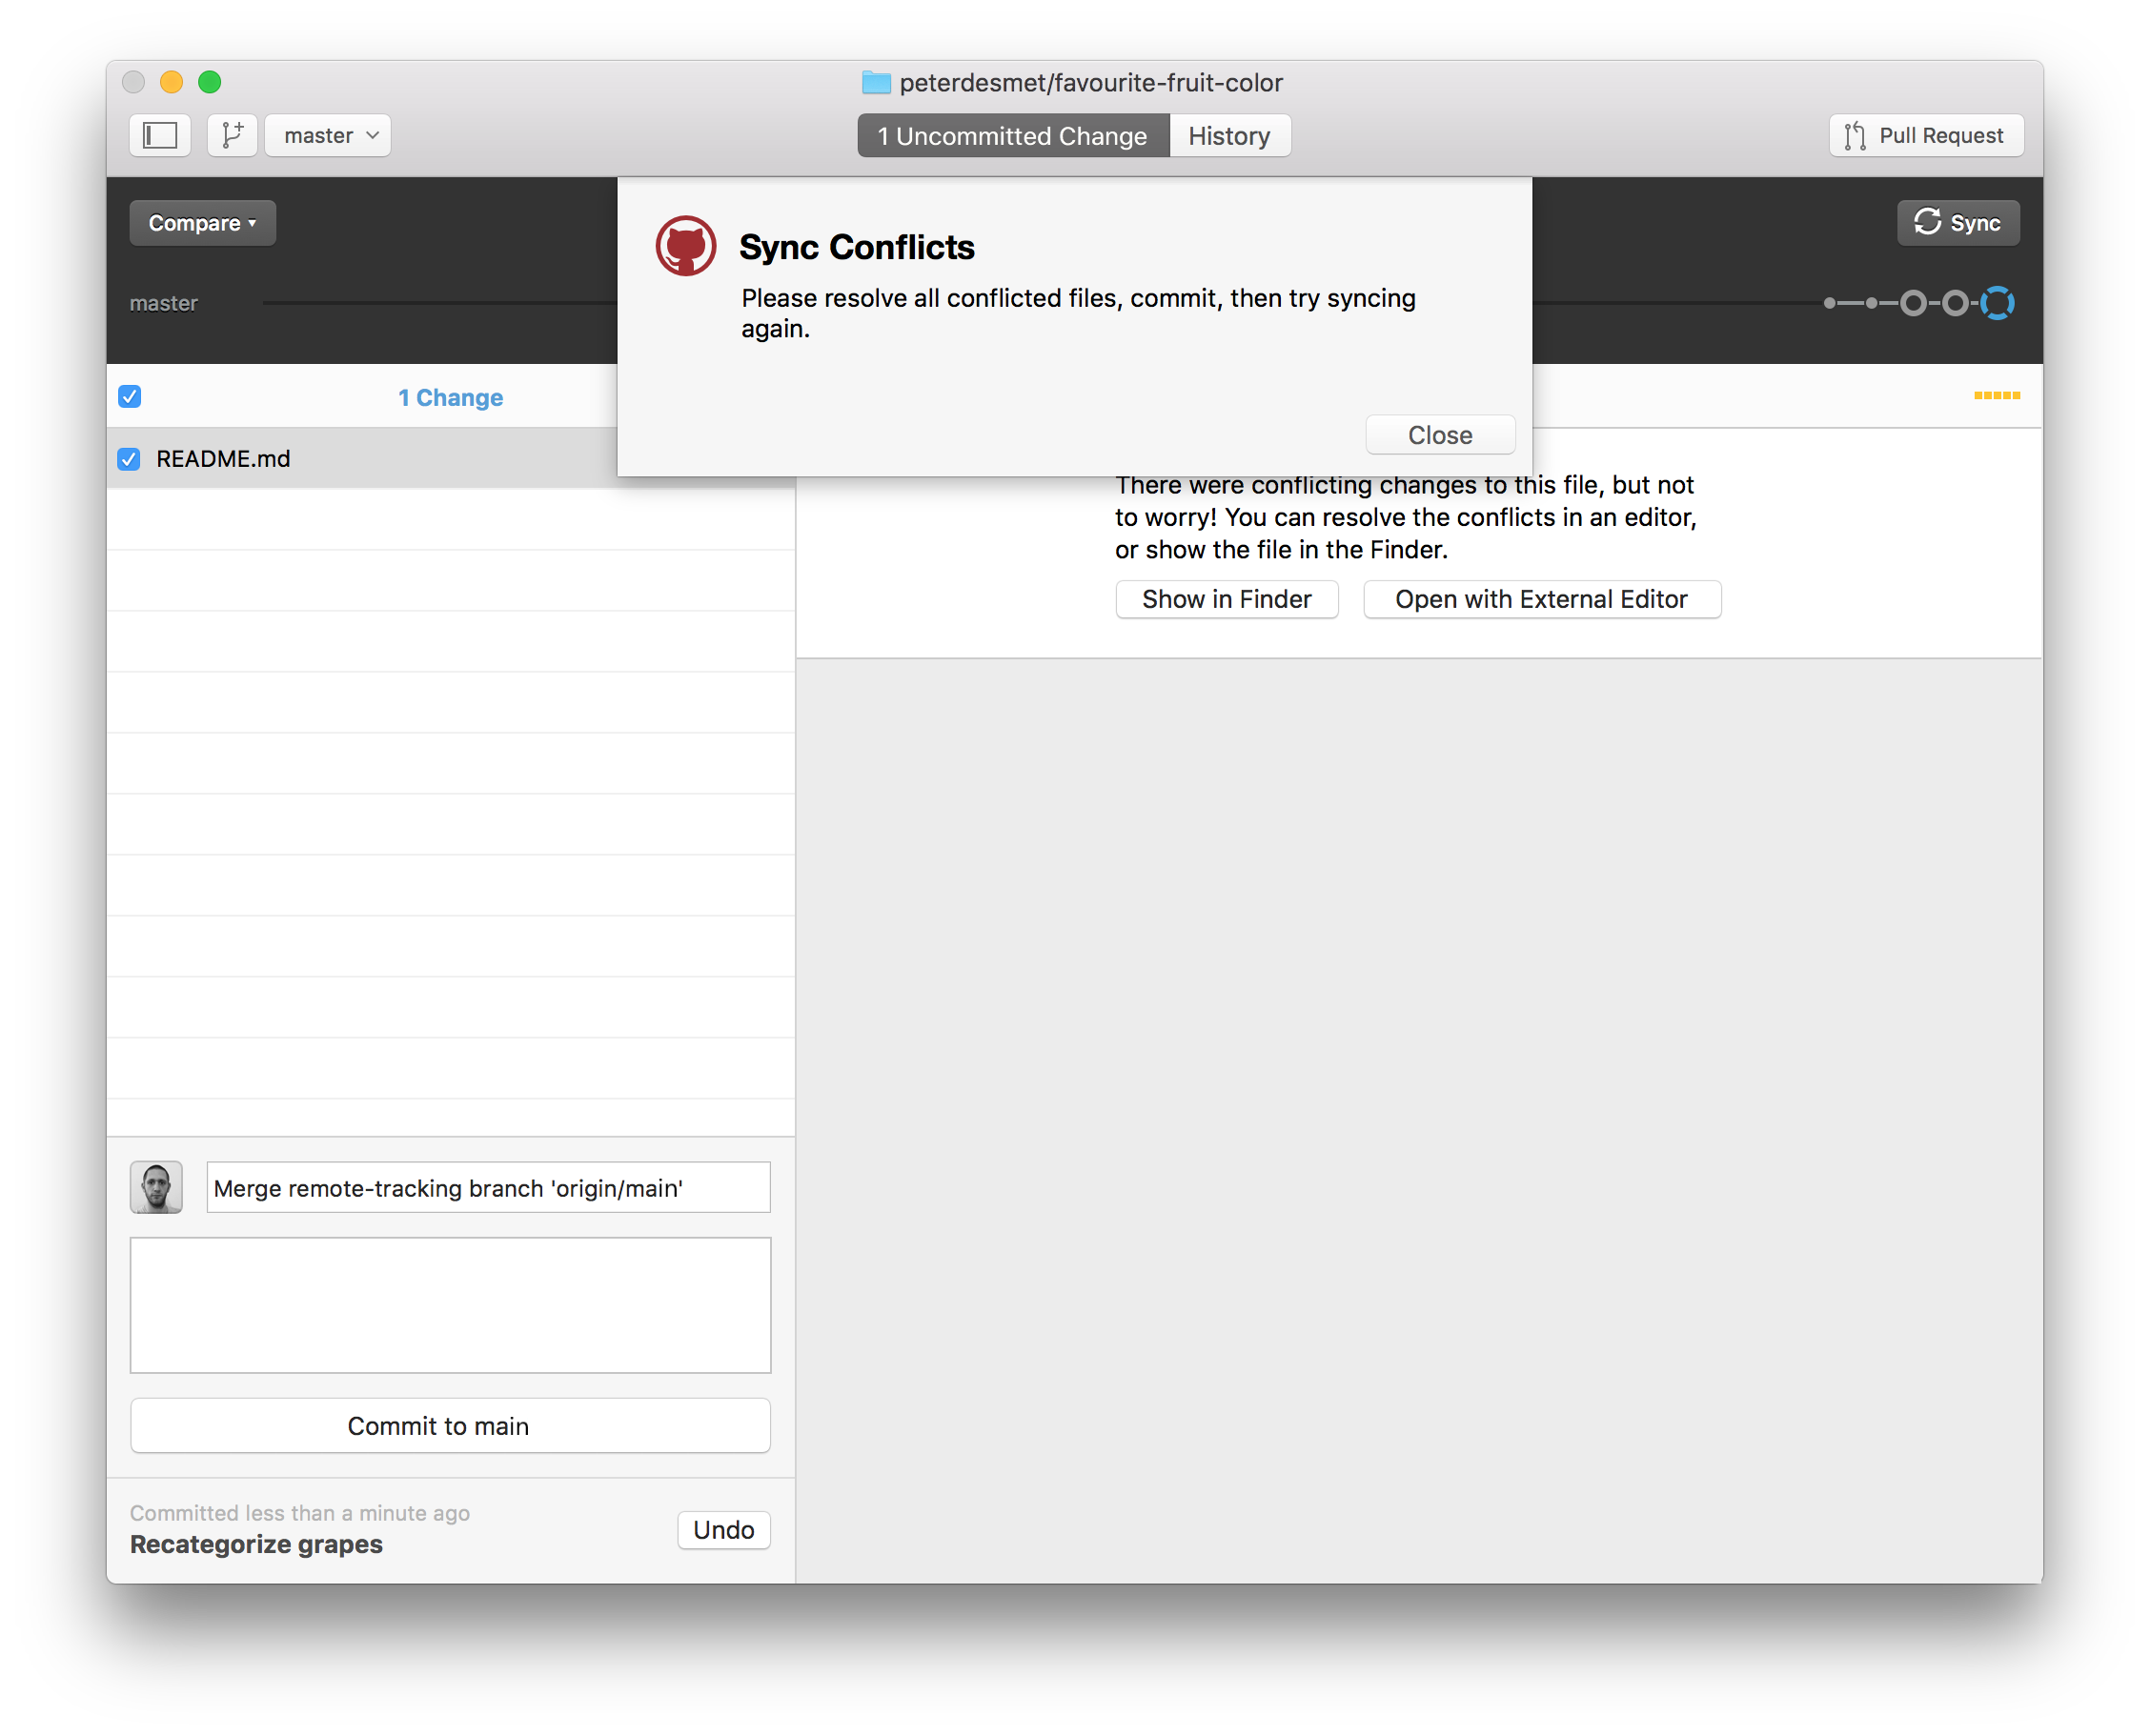 peterdesmet/favourite-fruit-color
master
1 Uncommitted Change
History
Pull Request
Compare
Sync
master
Sync Conflicts
Please resolve all conflicted files, commit, then try syncing
again.
Close
1 Change
README.md
There were conflicting changes to this file, but not
to worry! You can resolve the conflicts in an editor,
or show the file in the Finder.
Show in Finder
Open with External Editor
Merge remote-tracking branch 'origin/main'
Commit to main
Committed less than a minute ago
Recategorize grapes
Undo